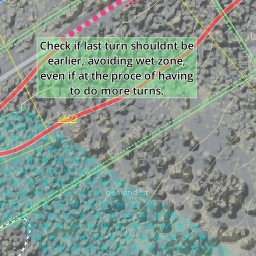 Check if last turn shouldnt be
earlier, avoiding wet zone,
even if at the proce of having
to do more turns.